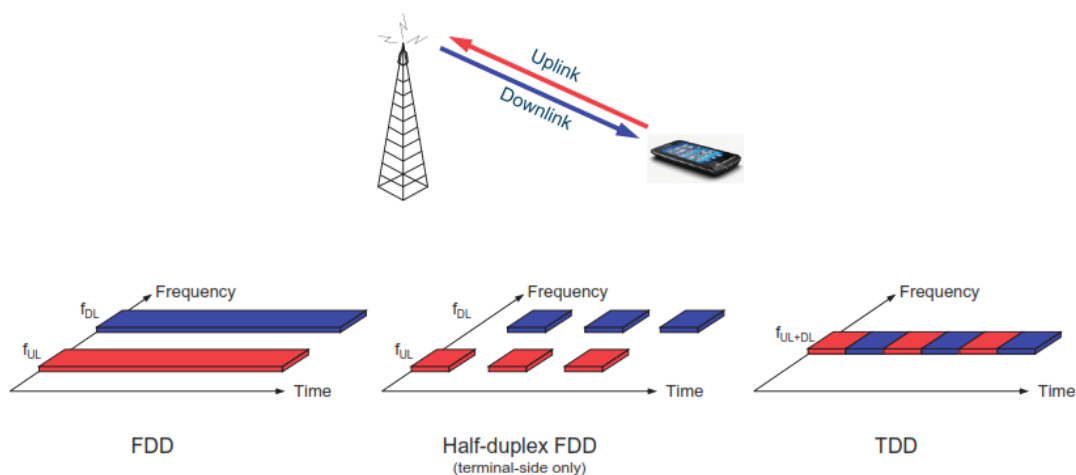 Uplink
Downlink
Frequency
f_DL
f_UL
Time
FDD
Frequency
f_DL
f_UL
Time
Half-duplex FDD
(terminal-side only)
Frequency
f_UL+DL
Time
TDD